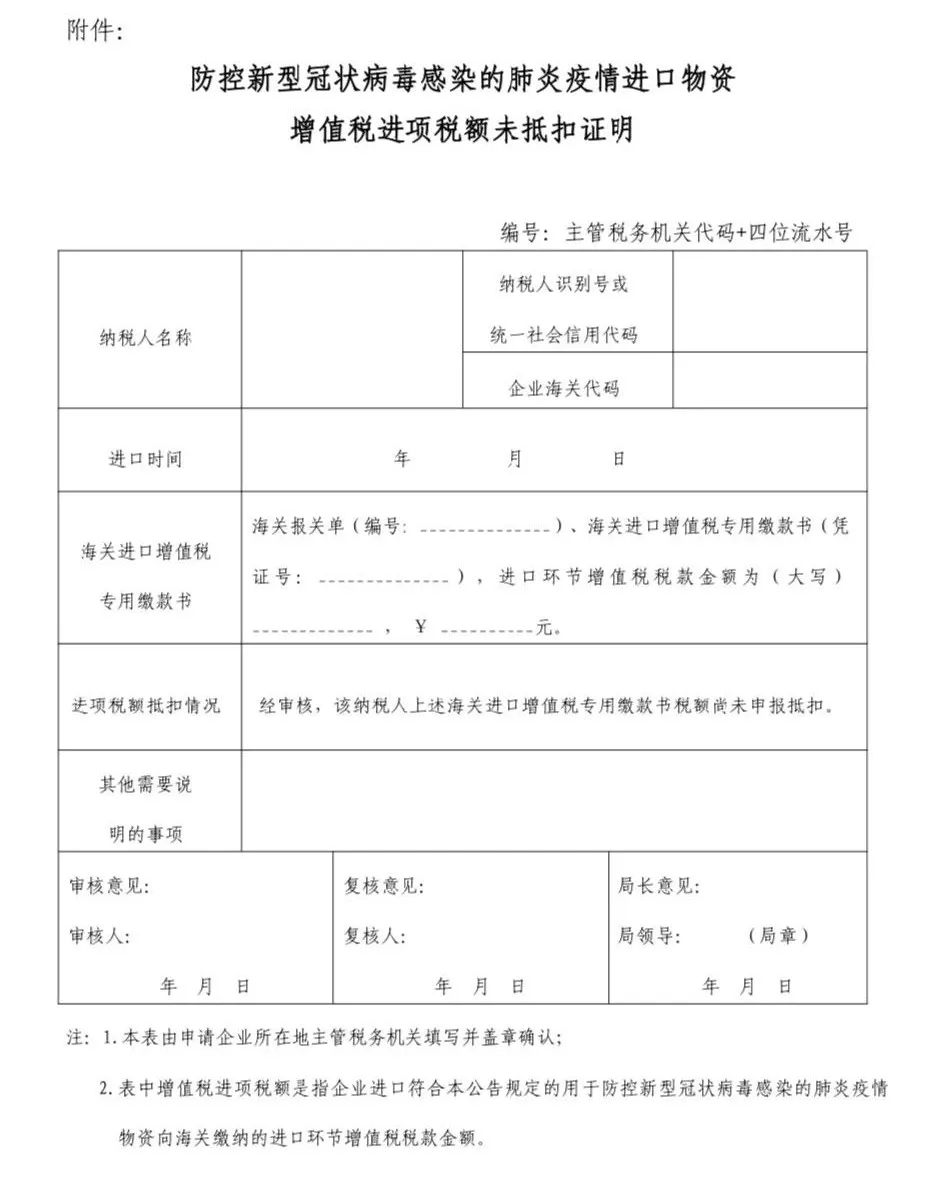 附件：
防控新型冠状病毒感染的肺炎疫情进口物资
增值税进项税额未抵扣证明
编号：主管税务机关代码+四位流水号
纳税人名称
纳税人识别号或
统一社会信用代码
企业海关代码
进口时间
年 月 日
海关进口增值税
专用缴款书
海关报关单（编号：______________）、海关进口增值税专用缴款书（凭
证号：______________），进口环节增值税税款金额为（大写）
_____________，￥__________元。
进项税额抵扣情况
经审核，该纳税人上述海关进口增值税专用缴款书税额尚未申报抵扣。
其他需要说
明的事项
审核意见：
审核人：
年 月 日
复核意见：
复核人：
年 月 日
局长意见：
局领导： （局章）
年 月 日
注：1.本表由申请企业所在地主管税务机关填写并盖章确认；
2.表中增值税进项税额是指企业进口符合本公告规定的用于防控新型冠状病毒感染的肺炎疫情
物资向海关缴纳的进口环节增值税税款金额。